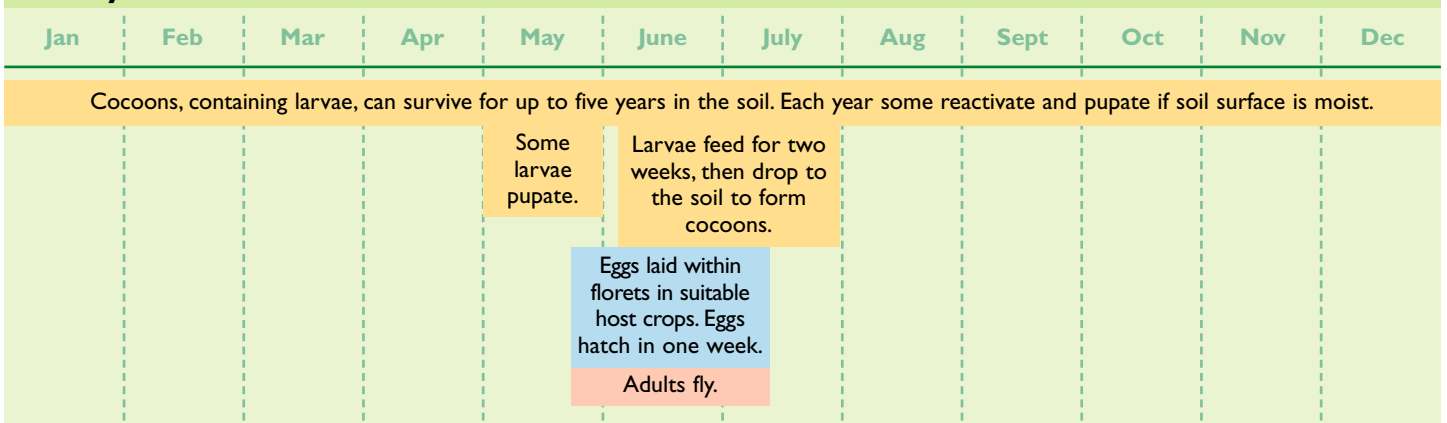 Jan Feb Mar Apr May June July Aug Sept Oct Nov Dec
Cocoons, containing larvae, can survive for up to five years in the soil. Each year some reactivate and pupate if soil surface is moist.
Some
larvae
pupate.
Larvae feed for two
weeks, then drop to
the soil to form
cocoons.
Eggs laid within
florets in suitable
host crops. Eggs
hatch in one week.
Adults fly.